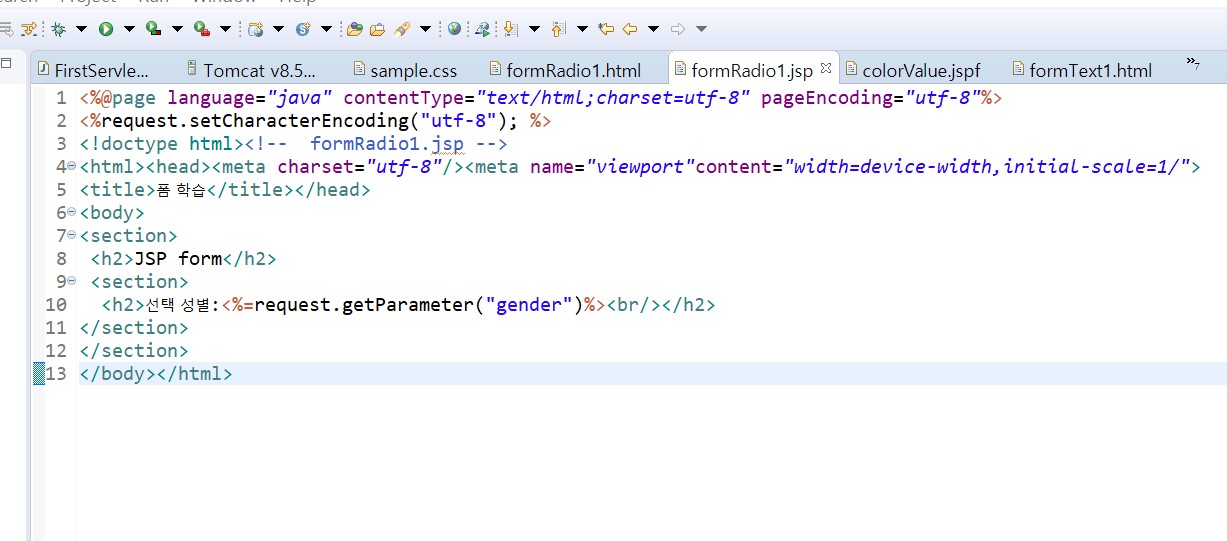 FirstServle... Tomcat v8.5... sample.css formRadio1.html formRadio1.jsp colorValue.jspf formText1.html »7
1 <%@page language="java" contentType="text/html;charset=utf-8" pageEncoding="utf-8"%>
2 <%request.setCharacterEncoding("utf-8"); %>
3 <!doctype html><!--  formRadio1.jsp -->
4 <html><head><meta charset="utf-8"/><meta name="viewport"content="width=device-width,initial-scale=1/">
5 <title>폼 학습</title></head>
6 <body>
7 <section>
8  <h2>JSP form</h2>
9  <section>
10   <h2>선택 성별:<%=request.getParameter("gender")%><br/></h2>
11 </section>
12 </section>
13 </body></html>